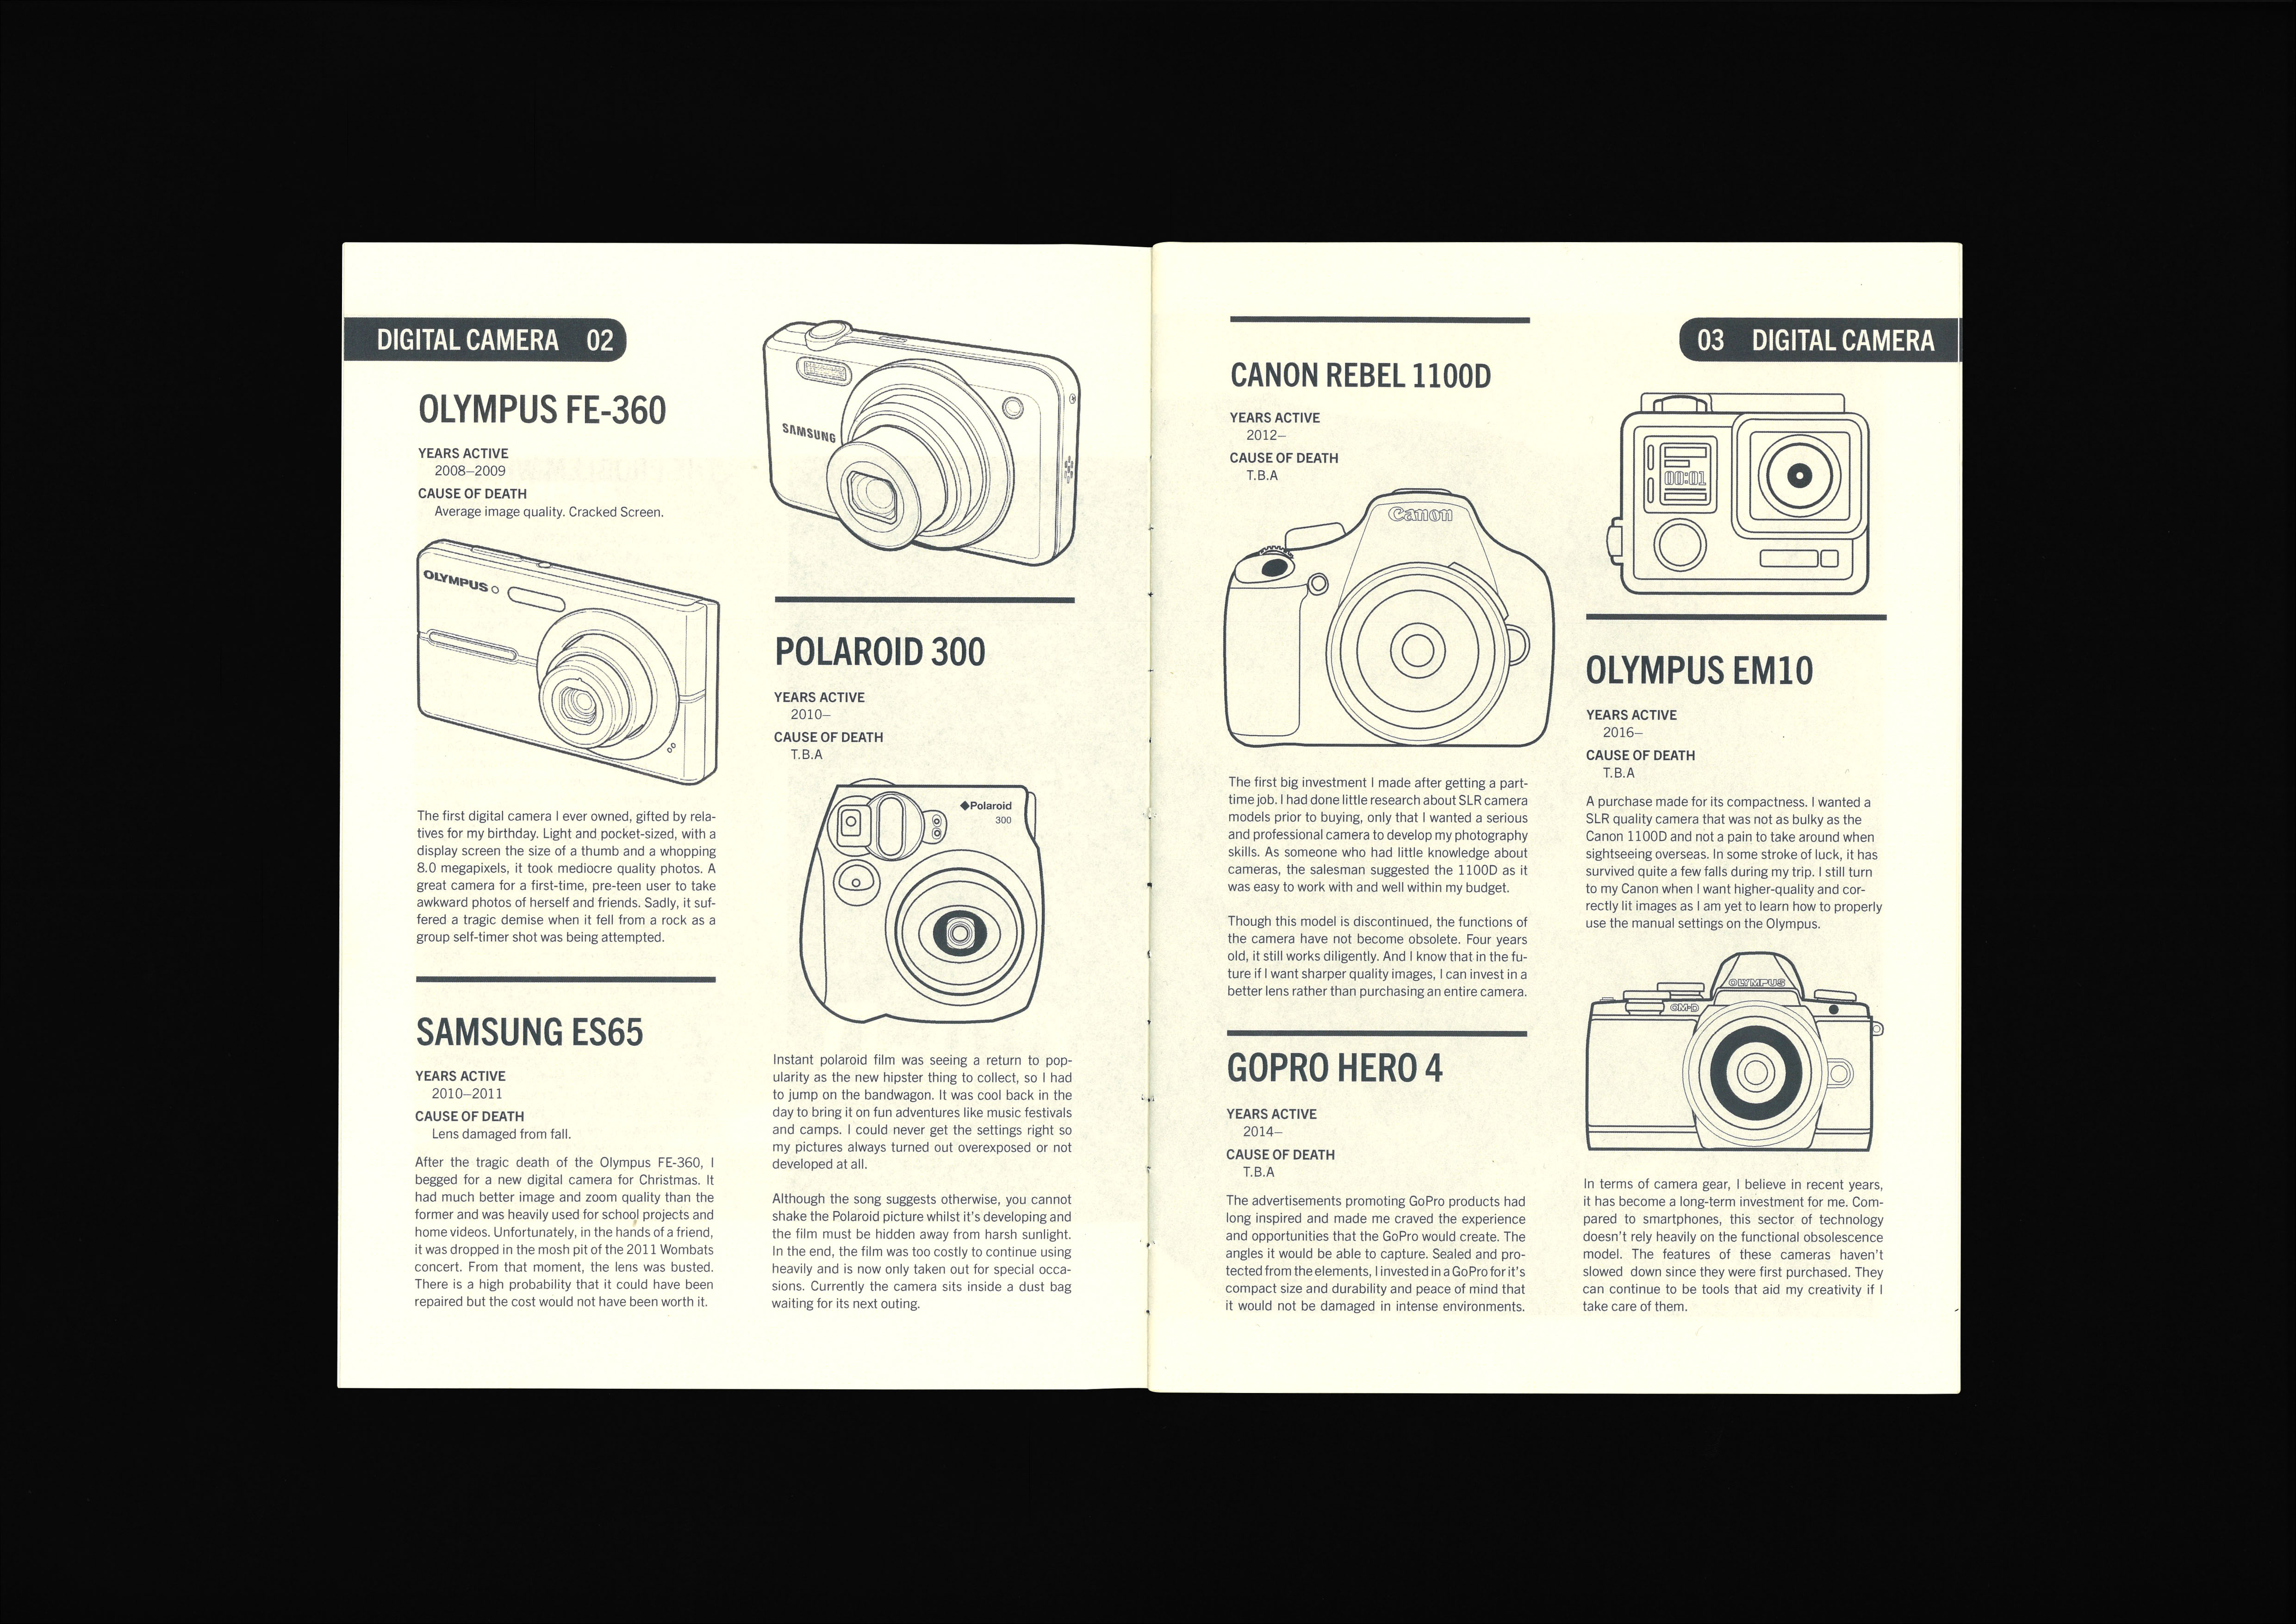 DIGITAL CAMERA 02
OLYMPUS FE-360
YEARS ACTIVE
2008–2009
CAUSE OF DEATH
Average image quality. Cracked Screen.
OLYMPUS
The first digital camera I ever owned, gifted by rela-
tives for my birthday. Light and pocket-sized, with a
display screen the size of a thumb and a whopping
8.0 megapixels, it took mediocre quality photos. A
great camera for a first-time, pre-teen user to take
awkward photos of herself and friends. Sadly, it suf-
fered a tragic demise when it fell from a rock as a
group self-timer shot was being attempted.
SAMSUNG ES65
YEARS ACTIVE
2010–2011
CAUSE OF DEATH
Lens damaged from fall.
After the tragic death of the Olympus FE-360, I
begged for a new digital camera for Christmas. It
had much better image and zoom quality than the
former and was heavily used for school projects and
home videos. Unfortunately, in the hands of a friend,
it was dropped in the mosh pit of the 2011 Wombats
concert. From that moment, the lens was busted.
There is a high probability that it could have been
repaired but the cost would not have been worth it.
SAMSUNG
POLAROID 300
YEARS ACTIVE
2010–
CAUSE OF DEATH
T.B.A
Polaroid
300
Instant polaroid film was seeing a return to pop-
ularity as the new hipster thing to collect, so I had
to jump on the bandwagon. It was cool back in the
day to bring it on fun adventures like music festivals
and camps. I could never get the settings right so
my pictures always turned out overexposed or not
developed at all.
Although the song suggests otherwise, you cannot
shake the Polaroid picture whilst it's developing and
the film must be hidden away from harsh sunlight.
In the end, the film was too costly to continue using
heavily and is now only taken out for special occa-
sions. Currently the camera sits inside a dust bag
waiting for its next outing.
CANON REBEL 1100D
YEARS ACTIVE
2012–
CAUSE OF DEATH
T.B.A
Canon
The first big investment I made after getting a part-
time job. I had done little research about SLR camera
models prior to buying, only that I wanted a serious
and professional camera to develop my photography
skills. As someone who had little knowledge about
cameras, the salesman suggested the 1100D as it
was easy to work with and well within my budget.
Though this model is discontinued, the functions of
the camera have not become obsolete. Four years
old, it still works diligently. And I know that in the fu-
ture if I want sharper quality images, I can invest in a
better lens rather than purchasing an entire camera.
GOPRO HERO 4
YEARS ACTIVE
2014–
CAUSE OF DEATH
T.B.A
The advertisements promoting GoPro products had
long inspired and made me craved the experience
and opportunities that the GoPro would create. The
angles it would be able to capture. Sealed and pro-
tected from the elements, I invested in a GoPro for it's
compact size and durability and peace of mind that
it would not be damaged in intense environments.
03 DIGITAL CAMERA
00:01
OLYMPUS EM10
YEARS ACTIVE
2016–
CAUSE OF DEATH
T.B.A
A purchase made for its compactness. I wanted a
SLR quality camera that was not as bulky as the
Canon 1100D and not a pain to take around when
sightseeing overseas. In some stroke of luck, it has
survived quite a few falls during my trip. I still turn
to my Canon when I want higher-quality and cor-
rectly lit images as I am yet to learn how to properly
use the manual settings on the Olympus.
OLYMPUS
OM-D
In terms of camera gear, I believe in recent years,
it has become a long-term investment for me. Com-
pared to smartphones, this sector of technology
doesn't rely heavily on the functional obsolescence
model. The features of these cameras haven't
slowed down since they were first purchased. They
can continue to be tools that aid my creativity if I
take care of them.